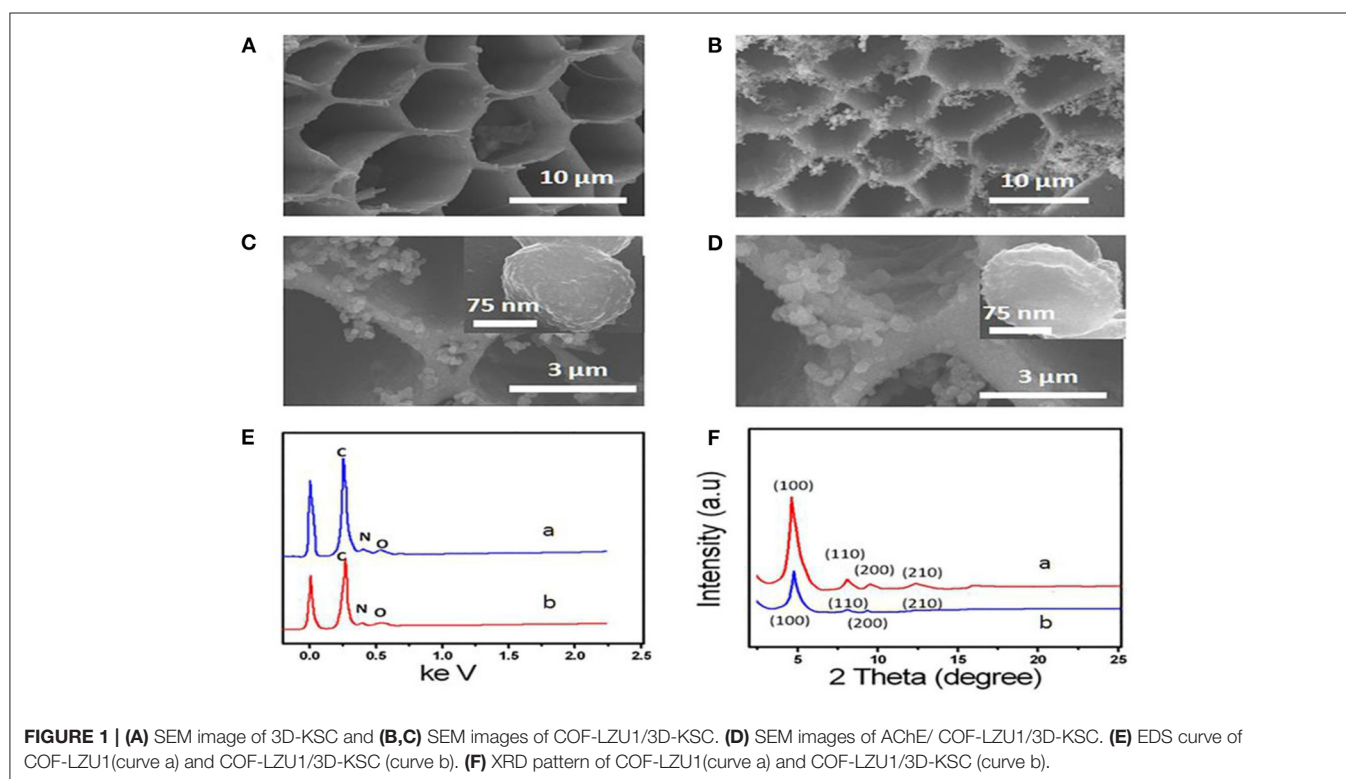 A
B
10 µm
10 µm
C
D
75 nm
75 nm
3 µm
3 µm
E
F
C
N
O
a
C
N
O
b
0.0 0.5 1.0 1.5 2.0 2.5
ke V
Intensity (a.u)
(100)
(110)
(200)
(210)
a
(110)
(210)
(100)
(200)
b
5 10 15 20 25
2 Theta (degree)
FIGURE 1 | (A) SEM image of 3D-KSC and (B,C) SEM images of COF-LZU1/3D-KSC. (D) SEM images of AChE/ COF-LZU1/3D-KSC. (E) EDS curve of
COF-LZU1(curve a) and COF-LZU1/3D-KSC (curve b). (F) XRD pattern of COF-LZU1(curve a) and COF-LZU1/3D-KSC (curve b).